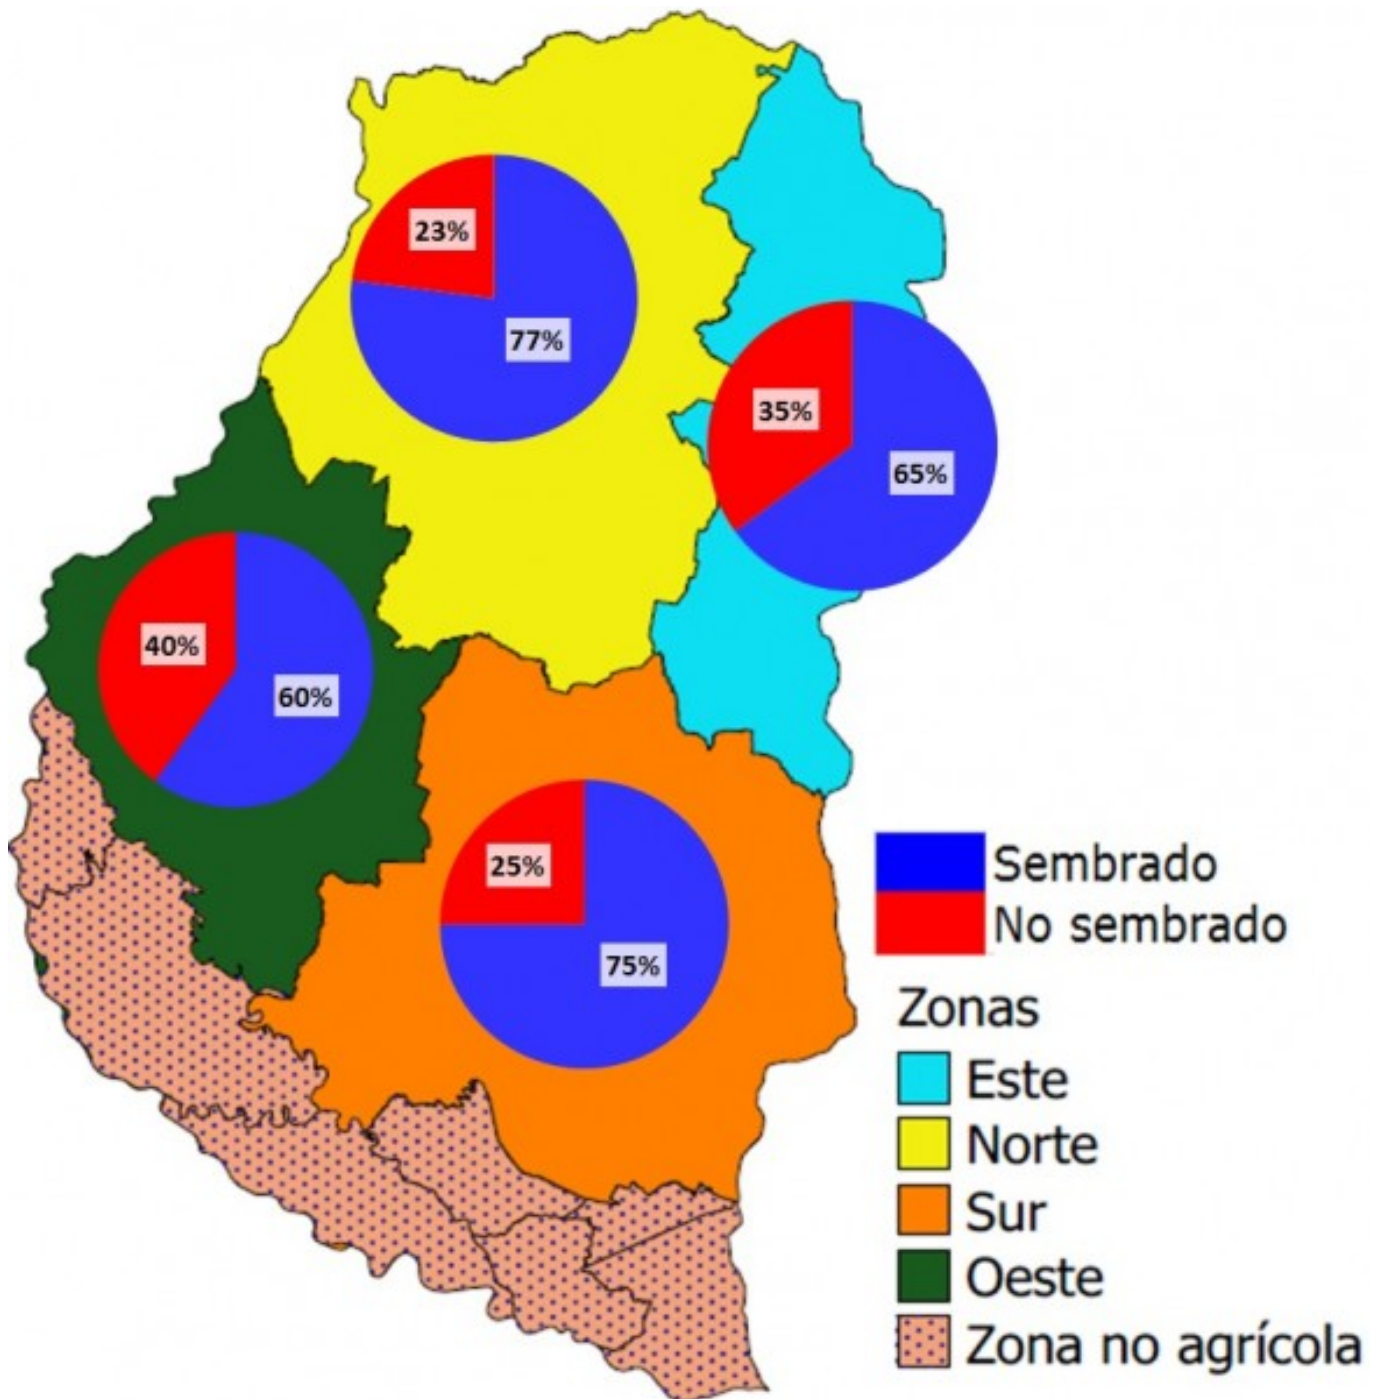 23%
77%
35%
65%
40%
60%
25%
75%
Sembrado
No sembrado
Zonas
Este
Norte
Sur
Oeste
Zona no agrícola